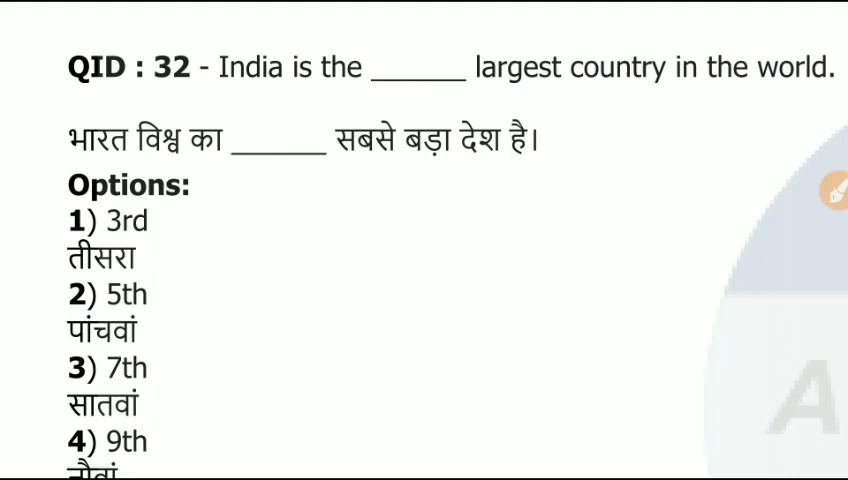 QID : 32 - India is the ______ largest country in the world.
भारत विश्व का ______ सबसे बड़ा देश है।
Options:
1) 3rd
तीसरा
2) 5th
पांचवां
3) 7th
सातवां
4) 9th
नौवां
A